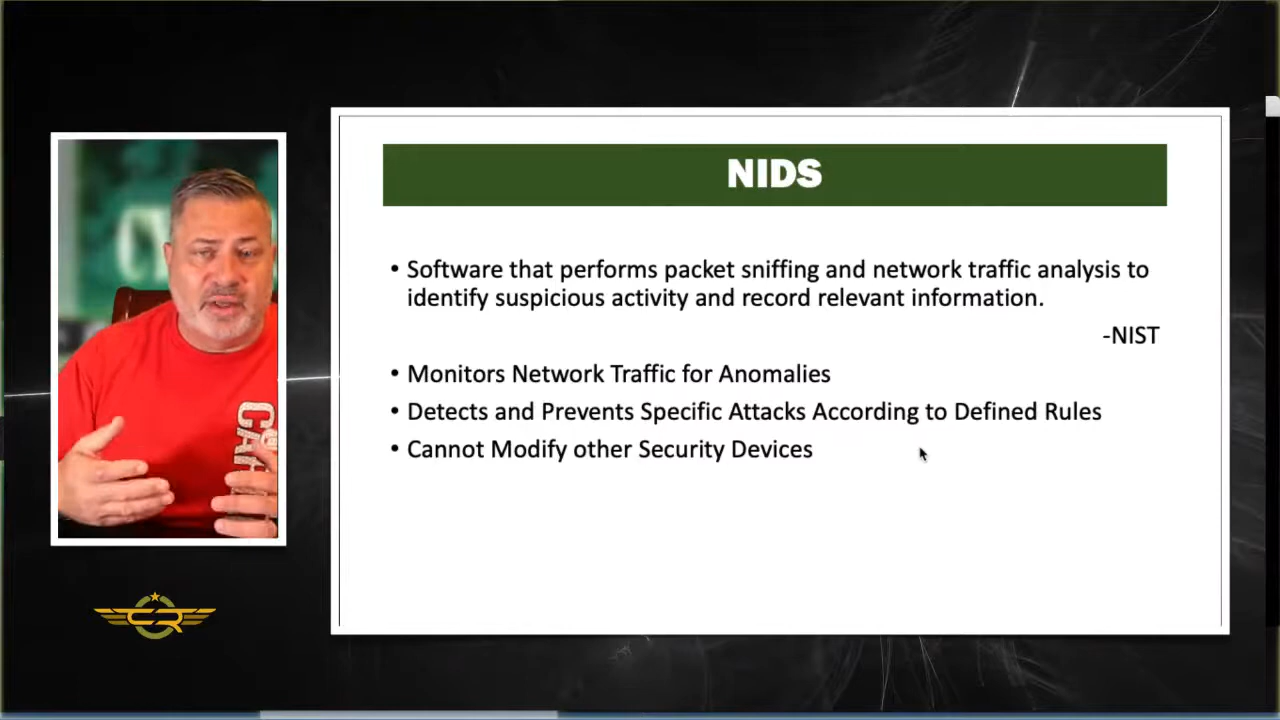 NIDS
• Software that performs packet sniffing and network traffic analysis to
identify suspicious activity and record relevant information.
-NIST
• Monitors Network Traffic for Anomalies
• Detects and Prevents Specific Attacks According to Defined Rules
• Cannot Modify other Security Devices
CR